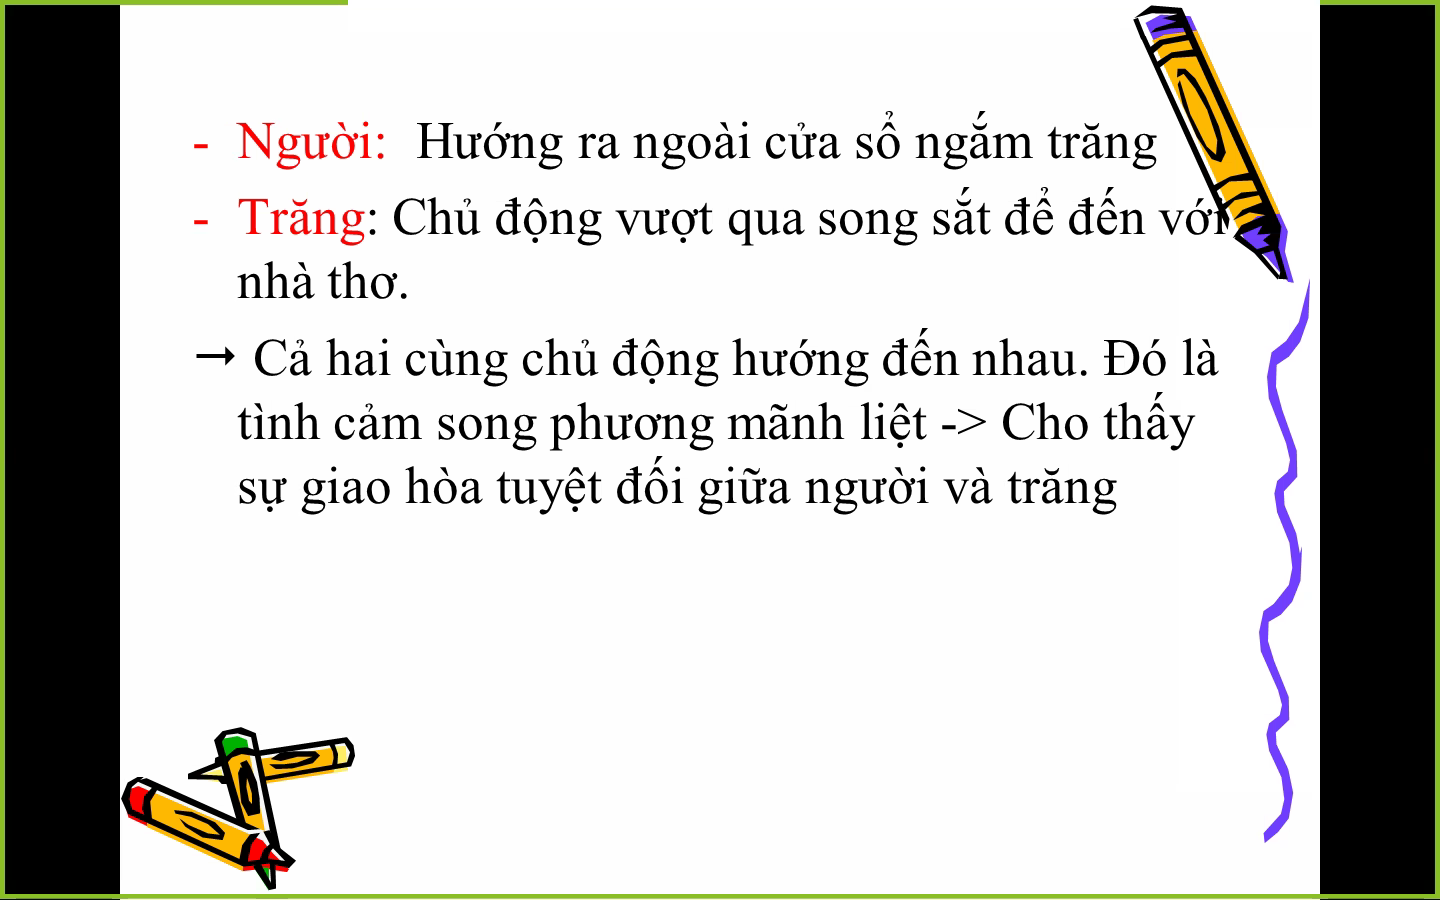 - Người: Hướng ra ngoài cửa sổ ngắm trăng
- Trăng: Chủ động vượt qua song sắt để đến với
nhà thơ.
→ Cả hai cùng chủ động hướng đến nhau. Đó là
tình cảm song phương mãnh liệt -> Cho thấy
sự giao hòa tuyệt đối giữa người và trăng